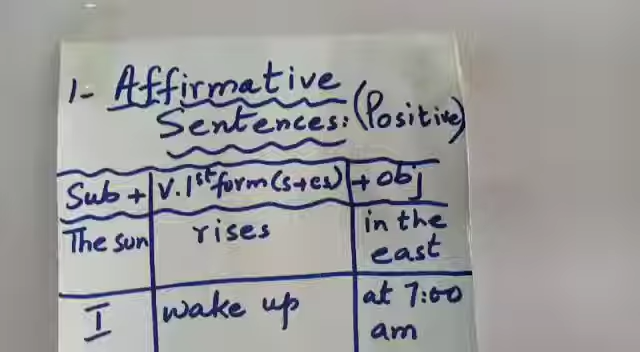 1- Affirmative
Sentences: (Positive)
Sub + V. 1st form (s+es) + obj
The sun rises in the east
I wake up at 7:00 am